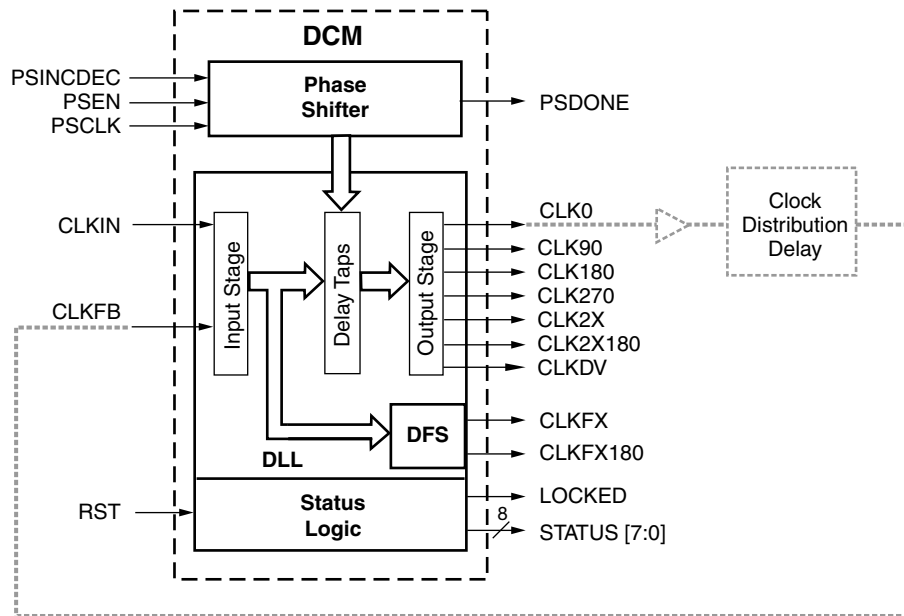 DCM
PSINCDEC
PSEN
PSCLK
Phase
Shifter
PSDONE
CLKIN
CLKFB
Input Stage
Delay Taps
Output Stage
CLK0
CLK90
CLK180
CLK270
CLK2X
CLK2X180
CLKDV
Clock
Distribution
Delay
DFS
CLKFX
CLKFX180
DLL
RST
Status
Logic
LOCKED
8
STATUS [7:0]